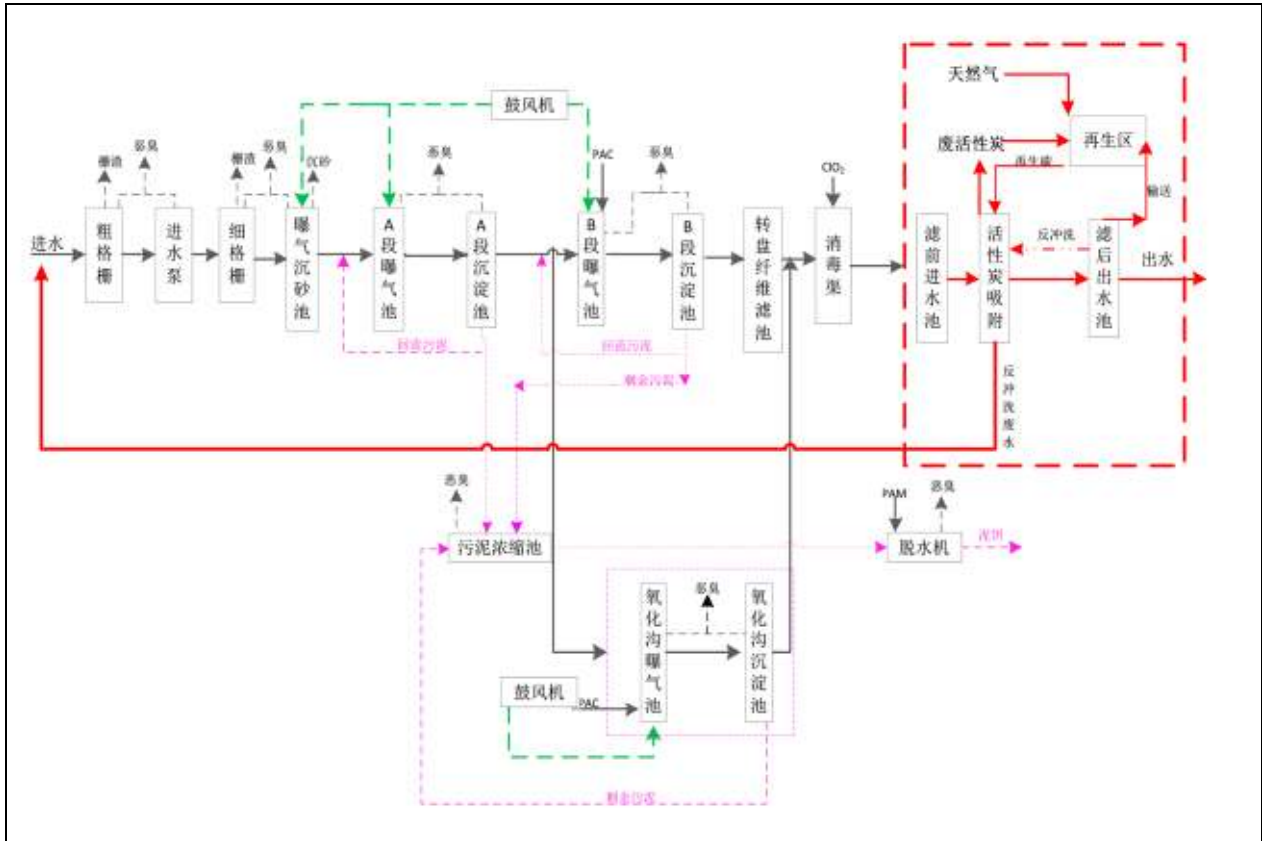 天然气
鼓风机
恶臭
恶臭
恶臭
PAC
恶臭
ClO₂
废活性炭
再生区
栅渣
栅渣
沉砂
再生碳
输送
进水
粗格栅
进水泵
细格栅
曝气沉砂池
A段曝气池
A段沉淀池
B段曝气池
B段沉淀池
转盘纤维滤池
消毒渠
滤前进水池
活性炭吸附
反冲洗
滤后出水池
出水
回流污泥
回流污泥
剩余污泥
反冲洗废水
恶臭
PAM
恶臭
污泥浓缩池
脱水机
泥饼
恶臭
氧化沟曝气池
氧化沟沉淀池
鼓风机
PAC
剩余污泥